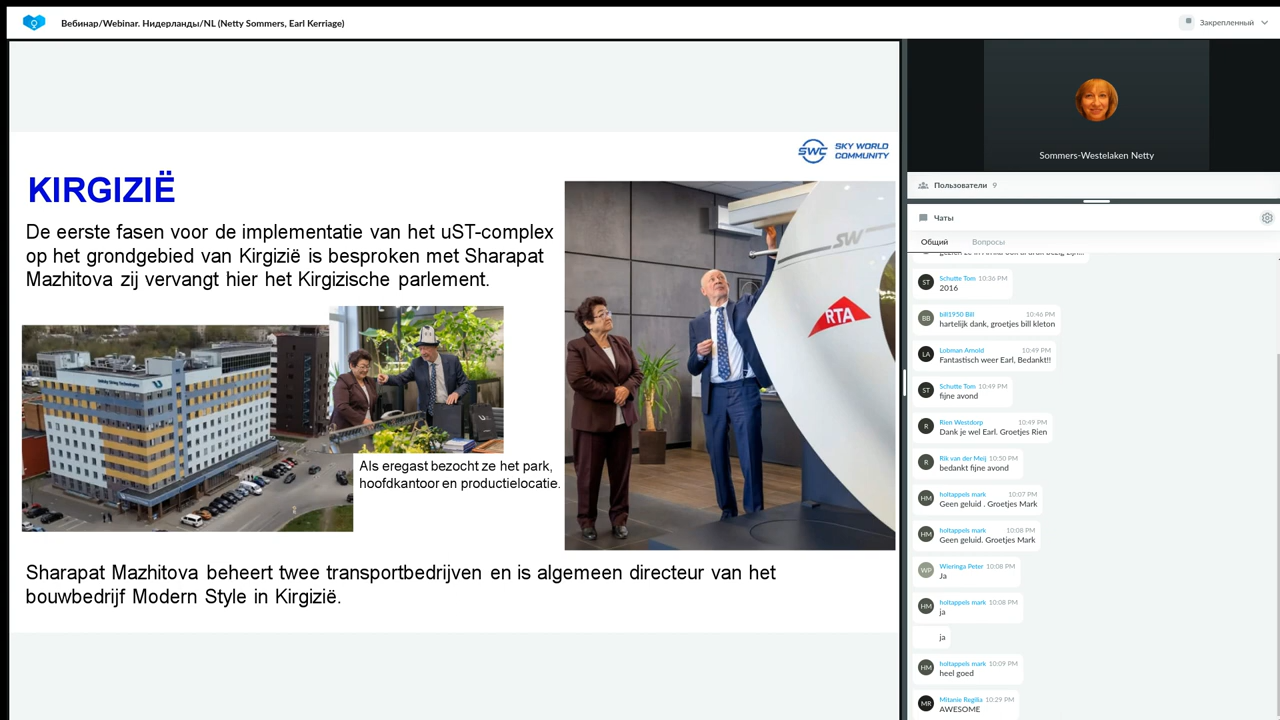 Вебинар/Webinar. Нидерланды/NL (Netty Sommers, Earl Kerriage)
Закрепленный
SWC
SKY WORLD
COMMUNITY
KIRGIZIË
De eerste fasen voor de implementatie van het uST-complex
op het grondgebied van Kirgizië is besproken met Sharapat
Mazhitova zij vervangt hier het Kirgizische parlement.
SW
RTA
Als eregast bezocht ze het park,
hoofdkantoor en productielocatie.
Sharapat Mazhitova beheert twee transportbedrijven en is algemeen directeur van het
bouwbedrijf Modern Style in Kirgizië.
Sommers-Westelaken Netty
Пользователи 9
Чаты
Общий Вопросы
ST Schutte Tom 10:36 PM
2016
BB bill1950 Bill 10:46 PM
hartelijk dank, groetjes bill kleton
LA Lobman Arnold 10:49 PM
Fantastisch weer Earl, Bedankt!!
ST Schutte Tom 10:49 PM
fijne avond
R Rien Westdorp 10:49 PM
Dank je wel Earl. Groetjes Rien
R Rik van der Meij 10:50 PM
bedankt fijne avond
HM holtappels mark 10:07 PM
Geen geluid . Groetjes Mark
HM holtappels mark 10:08 PM
Geen geluid. Groetjes Mark
WP Wieringa Peter 10:08 PM
Ja
HM holtappels mark 10:08 PM
ja
ja
HM holtappels mark 10:09 PM
heel goed
MR Mitanie Regilia 10:29 PM
AWESOME